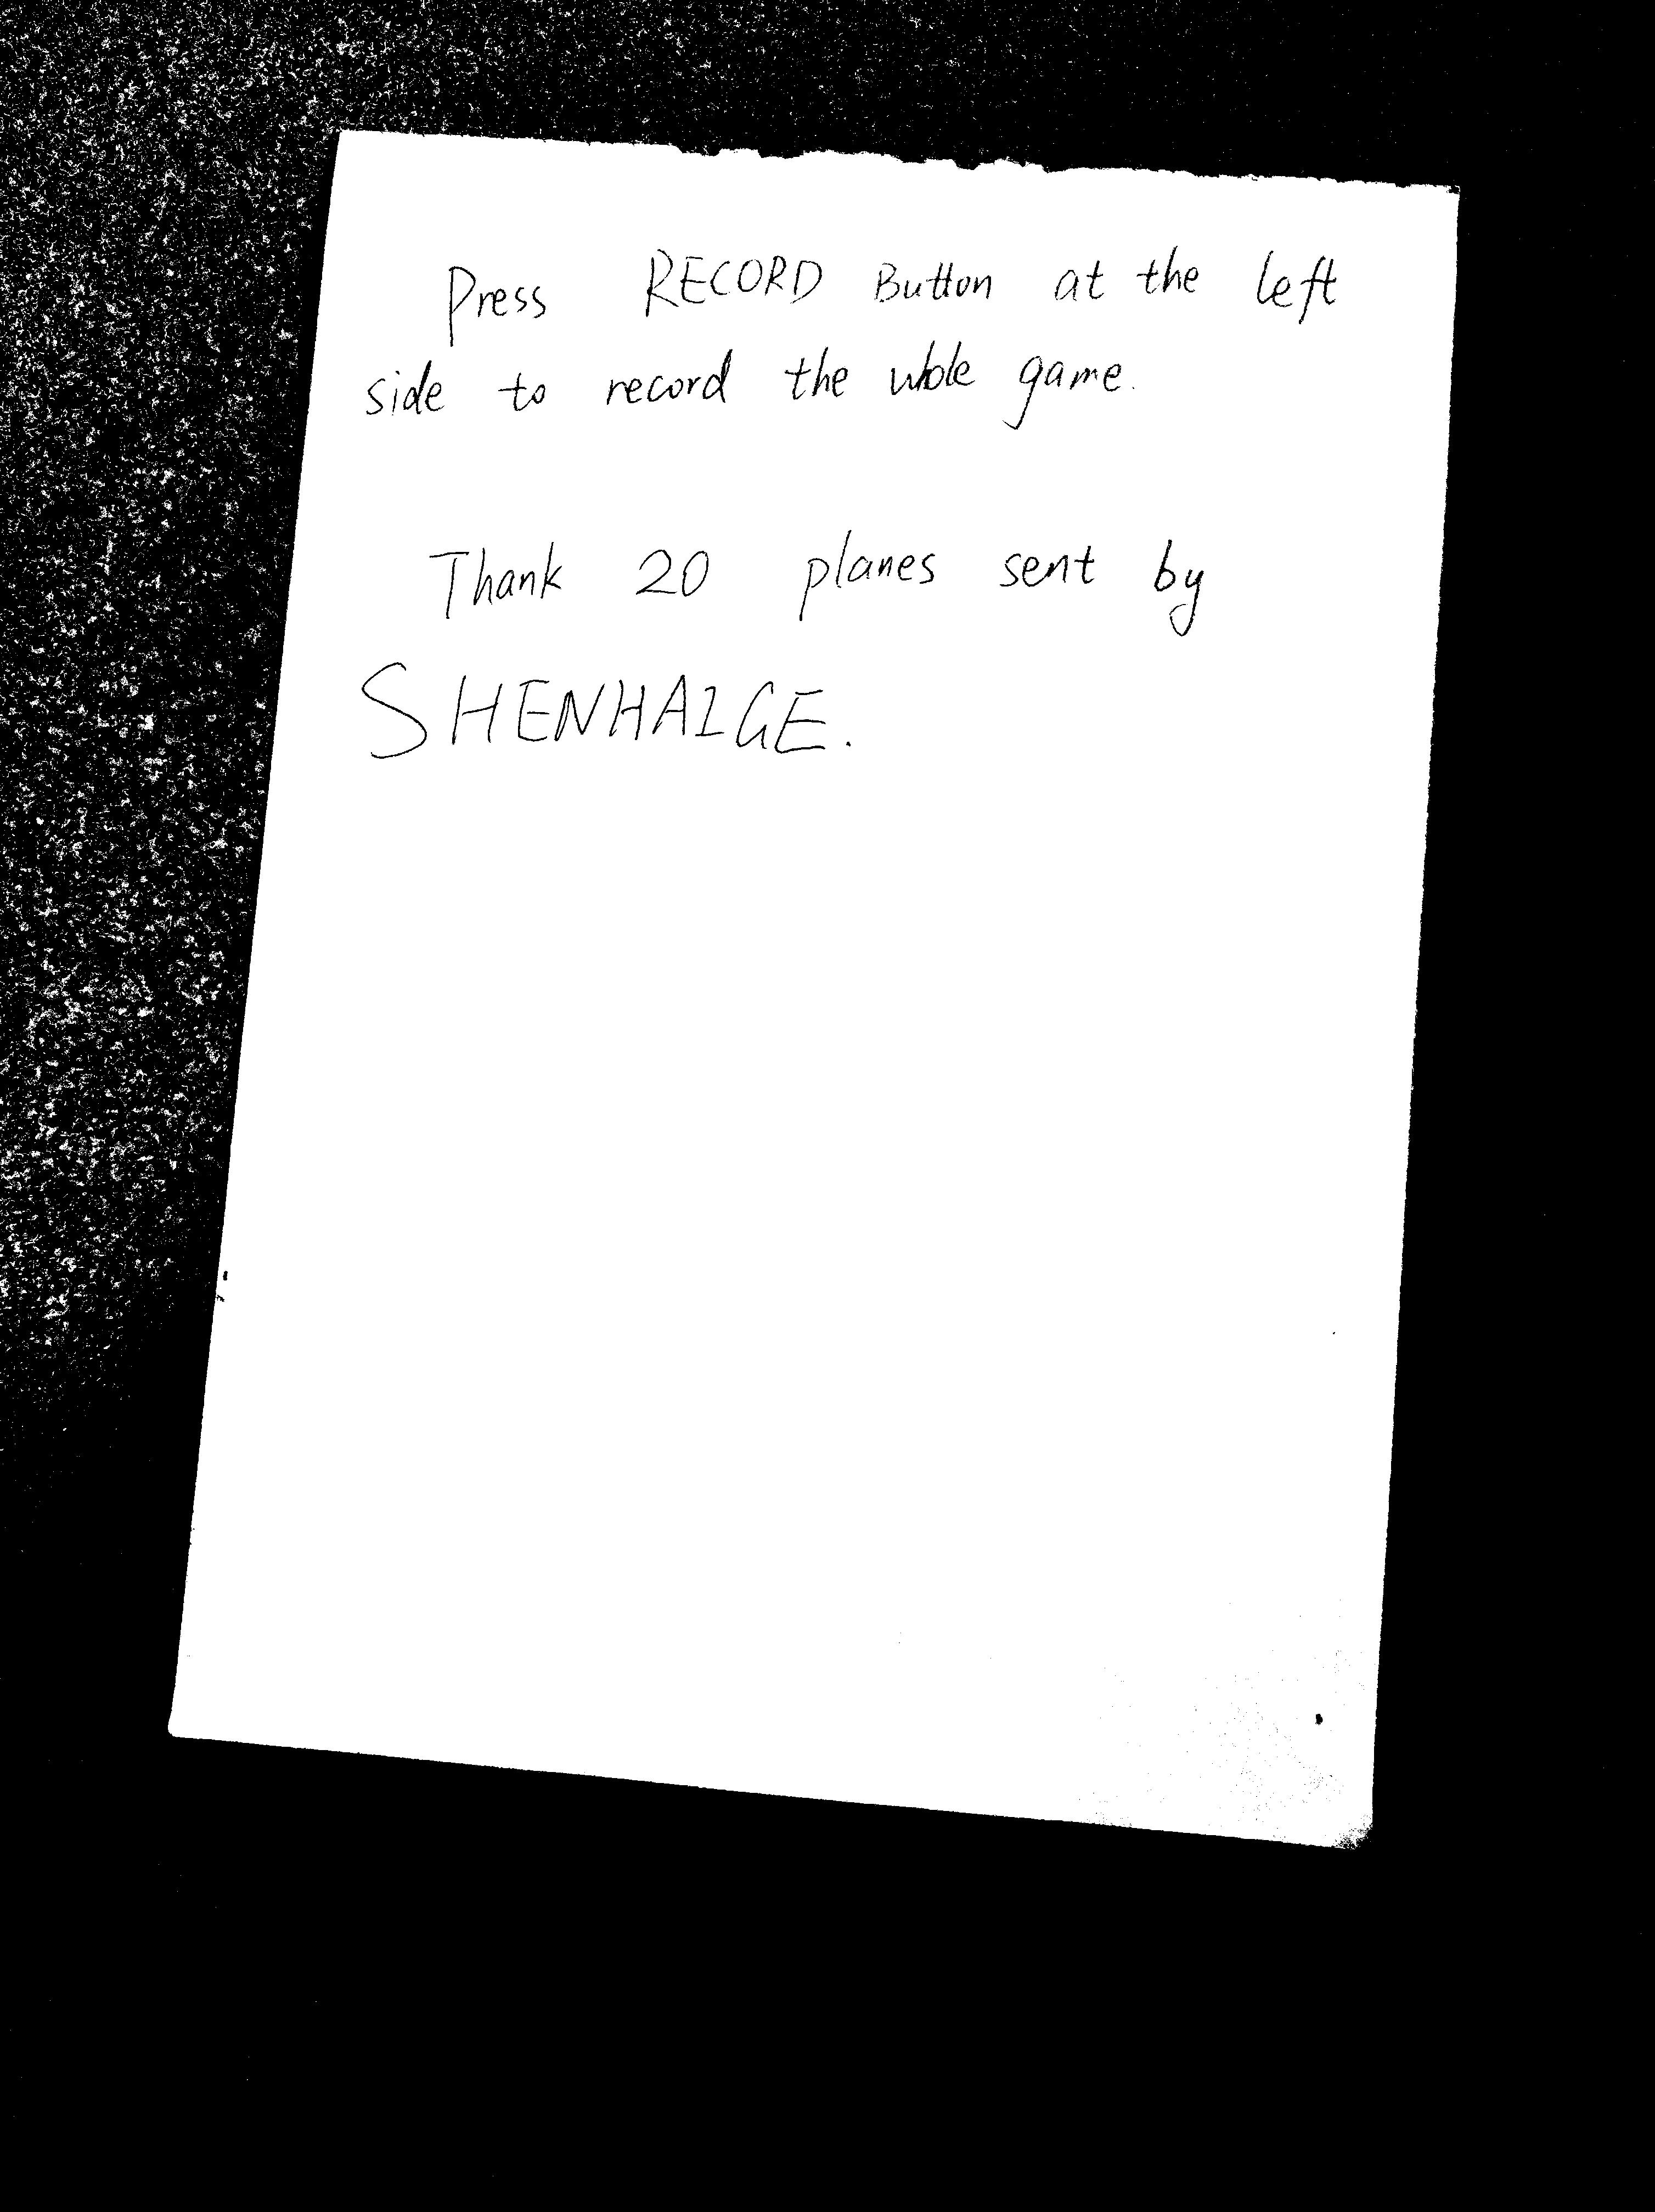 Press RECORD Button at the left
side to record the whole game.
Thank 20 planes sent by
SHENHAIGE.